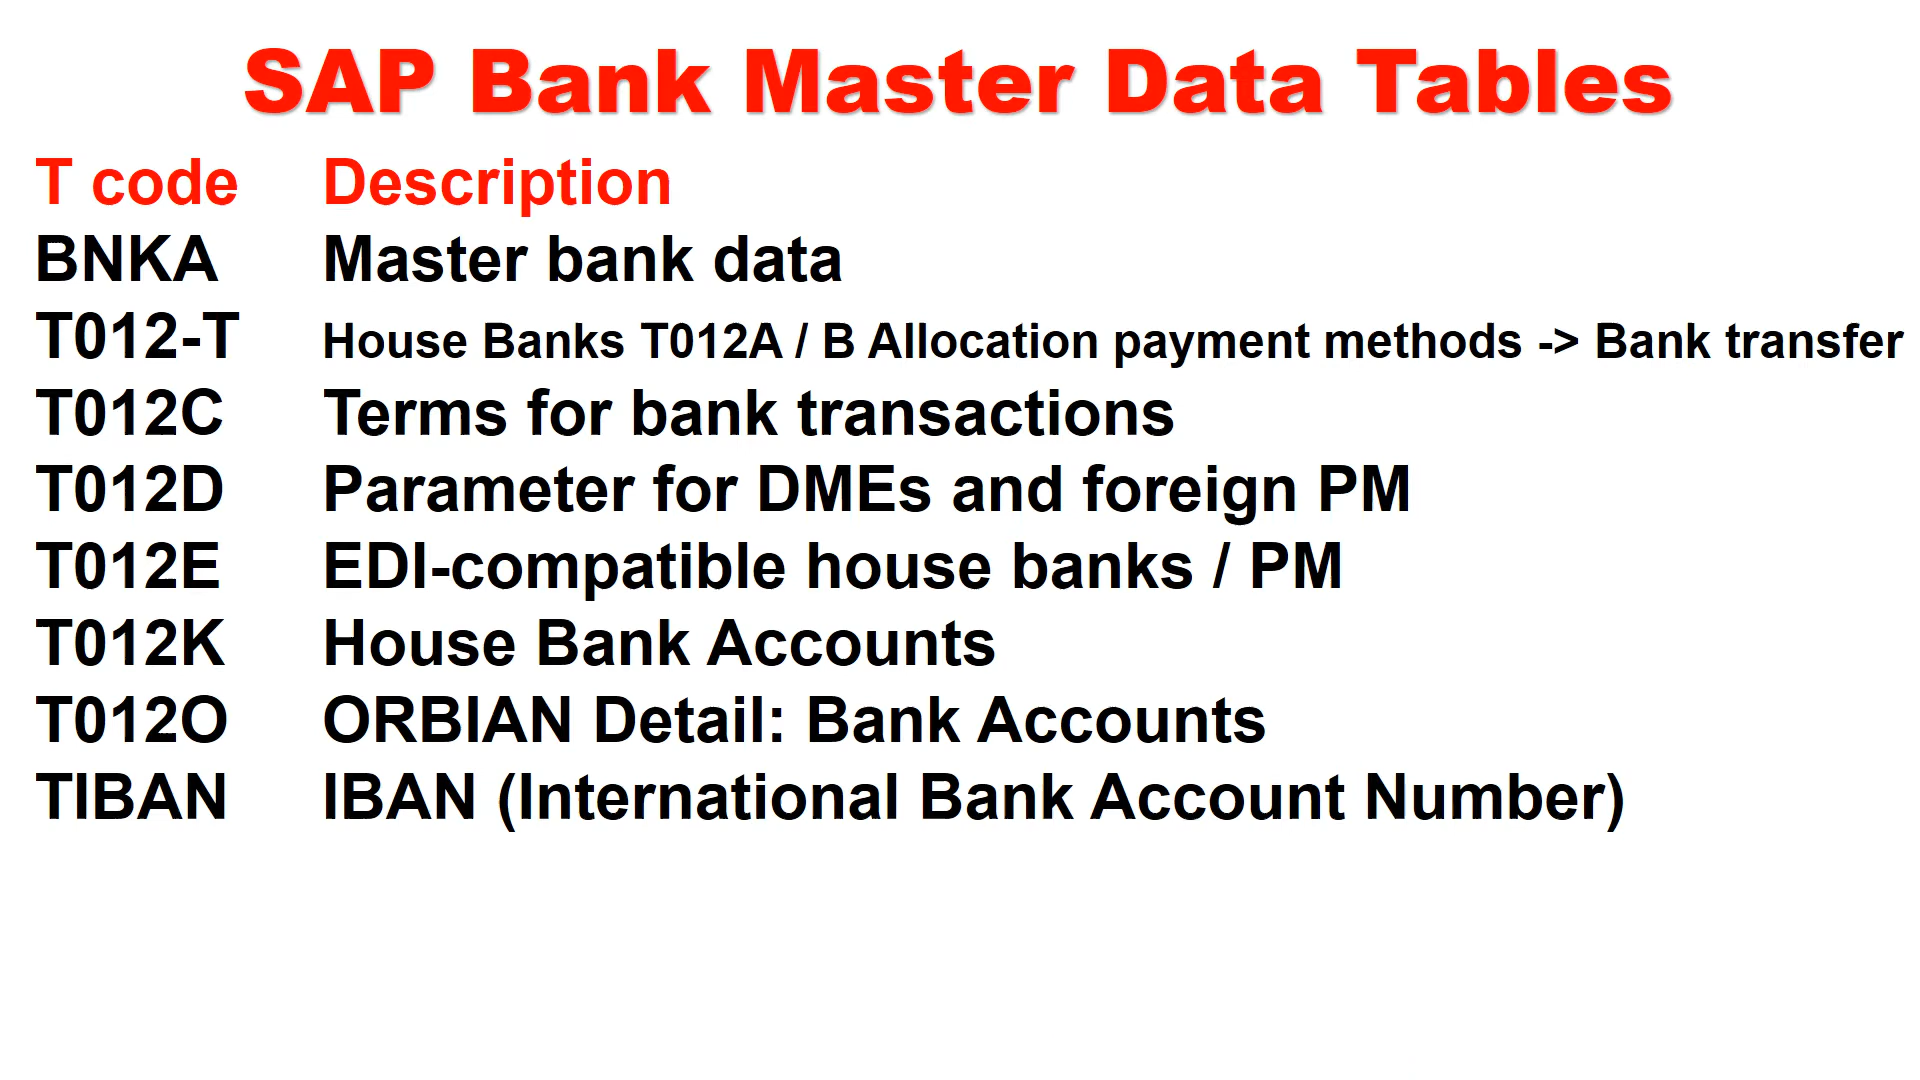 SAP Bank Master Data Tables
T code Description
BNKA Master bank data
T012-T House Banks T012A / B Allocation payment methods -> Bank transfer
T012C Terms for bank transactions
T012D Parameter for DMEs and foreign PM
T012E EDI-compatible house banks / PM
T012K House Bank Accounts
T012O ORBIAN Detail: Bank Accounts
TIBAN IBAN (International Bank Account Number)